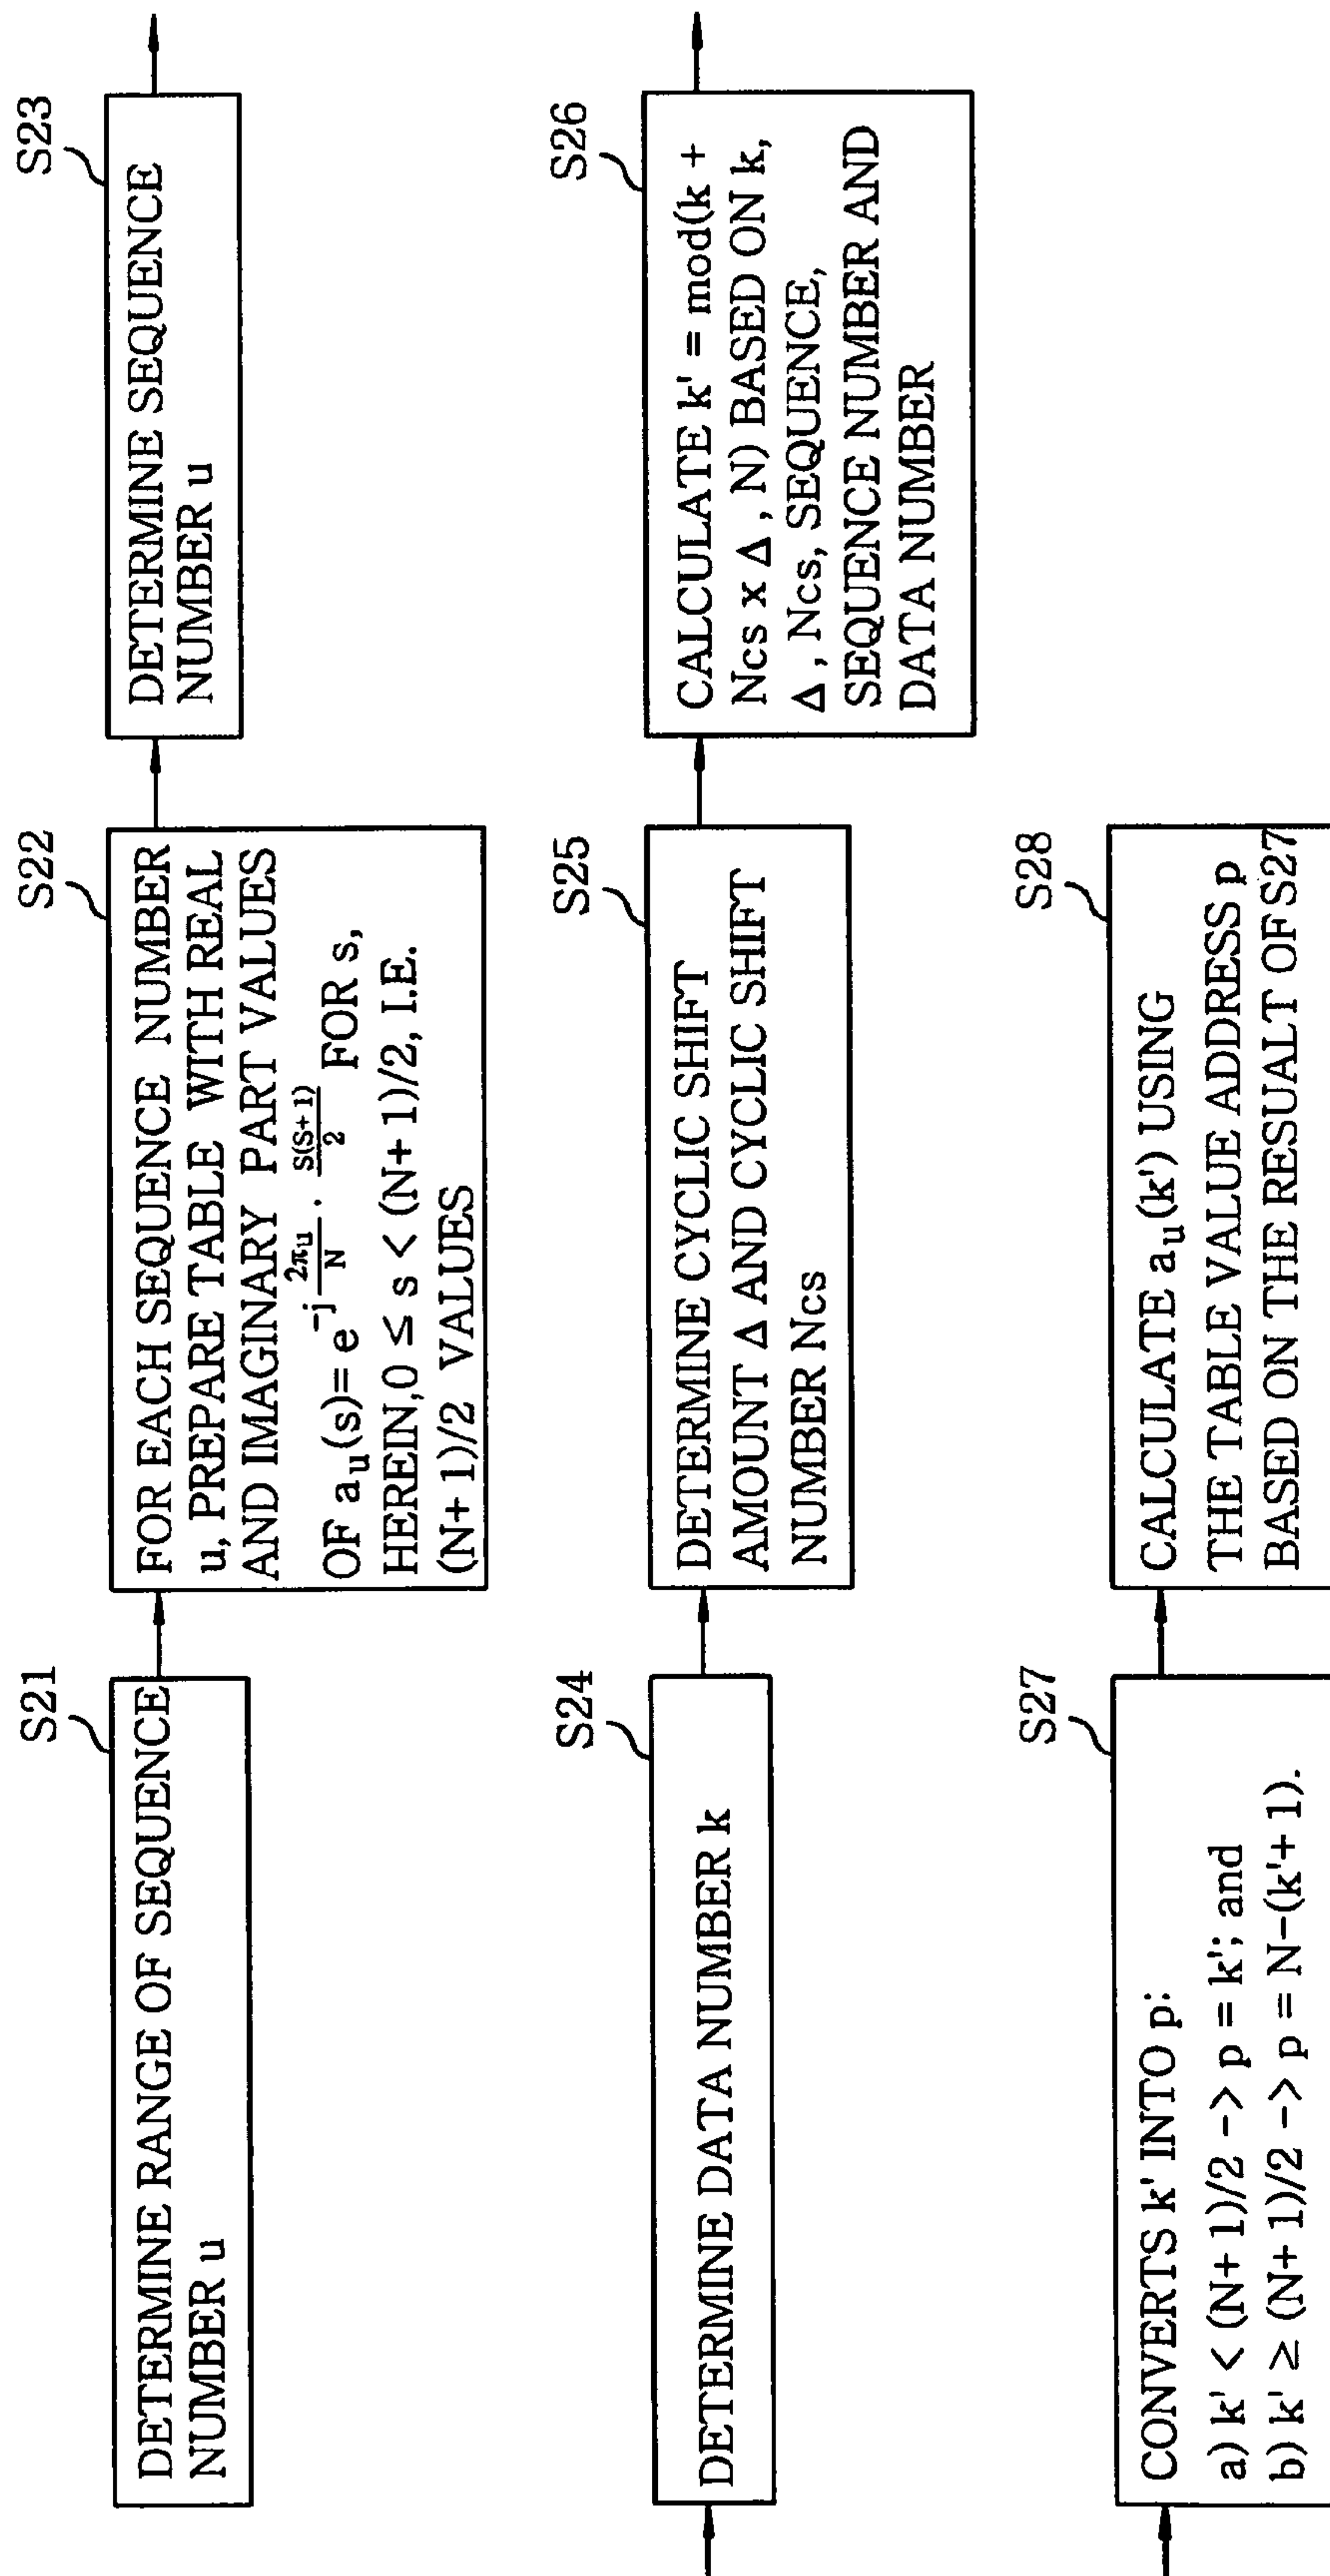 S21
DETERMINE RANGE OF SEQUENCE
NUMBER u
S22
FOR EACH SEQUENCE NUMBER
u, PREPARE TABLE WITH REAL
AND IMAGINARY PART VALUES
OF a_u(s)= e^{-j\frac{2π_u}{N} · \frac{S(S+1)}{2}} FOR s,
HEREIN,0 ≤ s < (N+1)/2, I.E.
(N+1)/2 VALUES
S23
DETERMINE SEQUENCE
NUMBER u
S24
DETERMINE DATA NUMBER k
S25
DETERMINE CYCLIC SHIFT
AMOUNT Δ AND CYCLIC SHIFT
NUMBER Ncs
S26
CALCULATE k' = mod(k +
Ncs x Δ , N) BASED ON k,
Δ , Ncs, SEQUENCE,
SEQUENCE NUMBER AND
DATA NUMBER
S27
CONVERTS k' INTO p:
a) k' < (N+1)/2 -> p = k'; and
b) k' ≥ (N+1)/2 -> p = N-(k'+1).
S28
CALCULATE a_u(k') USING
THE TABLE VALUE ADDRESS p
BASED ON THE RESUALT OF S27